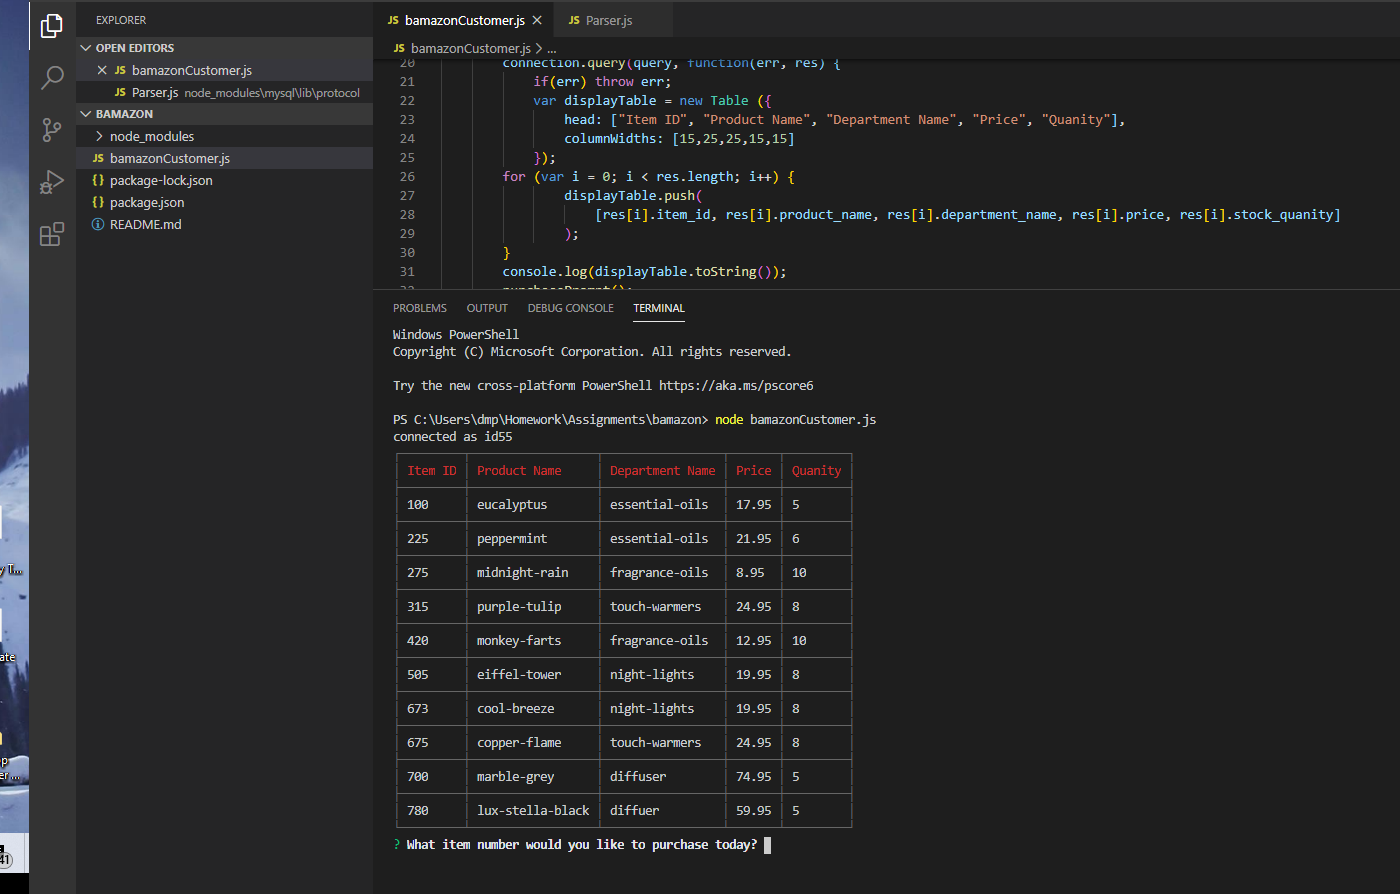 EXPLORER
OPEN EDITORS
JS bamazonCustomer.js
JS Parser.js node_modules\mysql\lib\protocol
BAMAZON
node_modules
JS bamazonCustomer.js
{} package-lock.json
{} package.json
README.md
JS bamazonCustomer.js
JS Parser.js
JS bamazonCustomer.js > ...
20 connection.query(query, function(err, res) {
21 if(err) throw err;
22 var displayTable = new Table ({
23 head: ["Item ID", "Product Name", "Department Name", "Price", "Quanity"],
24 columnWidths: [15,25,25,15,15]
25 });
26 for (var i = 0; i < res.length; i++) {
27 displayTable.push(
28 [res[i].item_id, res[i].product_name, res[i].department_name, res[i].price, res[i].stock_quanity]
29 );
30 }
31 console.log(displayTable.toString());
32 purchasePrompt();
PROBLEMS OUTPUT DEBUG CONSOLE TERMINAL
Windows PowerShell
Copyright (C) Microsoft Corporation. All rights reserved.
Try the new cross-platform PowerShell https://aka.ms/pscore6
PS C:\Users\dmp\Homework\Assignments\bamazon> node bamazonCustomer.js
connected as id55
Item ID Product Name Department Name Price Quanity
100 eucalyptus essential-oils 17.95 5
225 peppermint essential-oils 21.95 6
275 midnight-rain fragrance-oils 8.95 10
315 purple-tulip touch-warmers 24.95 8
420 monkey-farts fragrance-oils 12.95 10
505 eiffel-tower night-lights 19.95 8
673 cool-breeze night-lights 19.95 8
675 copper-flame touch-warmers 24.95 8
700 marble-grey diffuser 74.95 5
780 lux-stella-black diffuer 59.95 5
? What item number would you like to purchase today?
y T...
ate
p
er ...
41